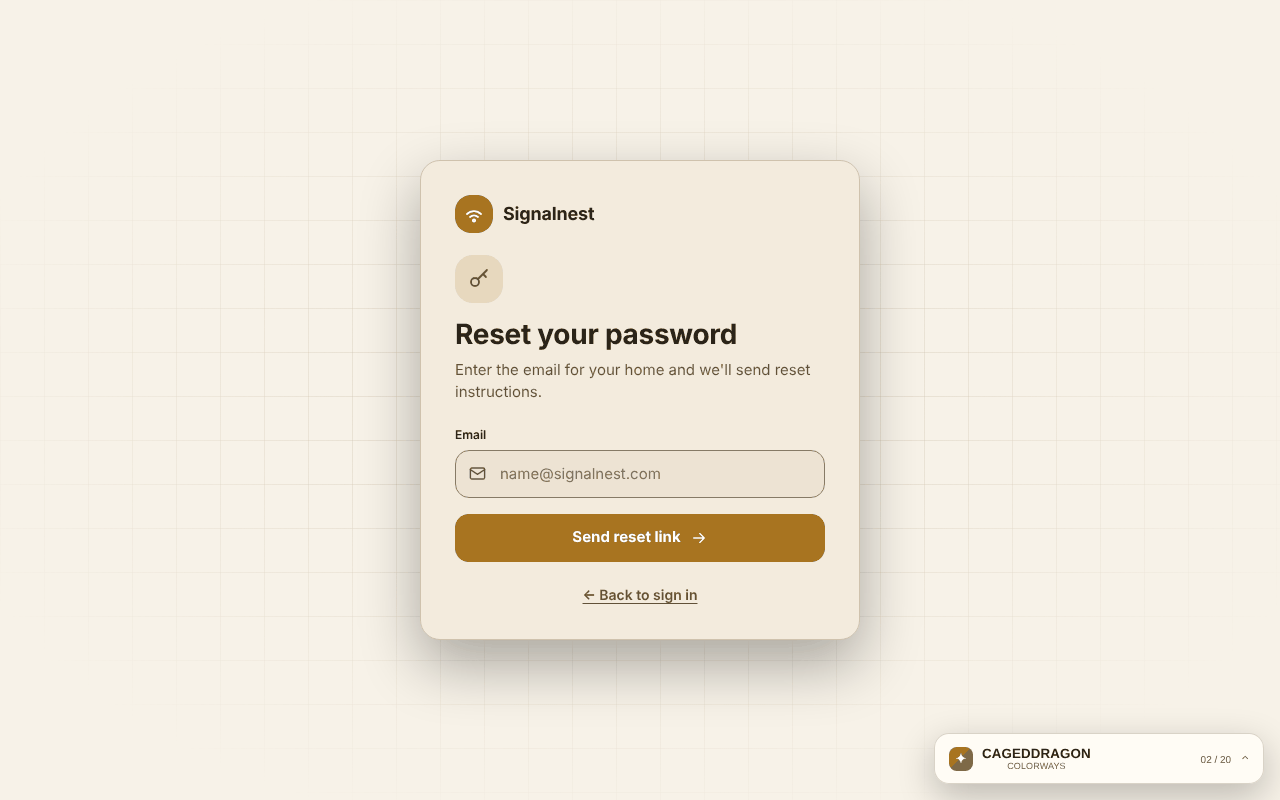 Signalnest
Reset your password
Enter the email for your home and we'll send reset
instructions.
Email
name@signalnest.com
Send reset link →
← Back to sign in
CAGEDDRAGON
COLORWAYS
02 / 20